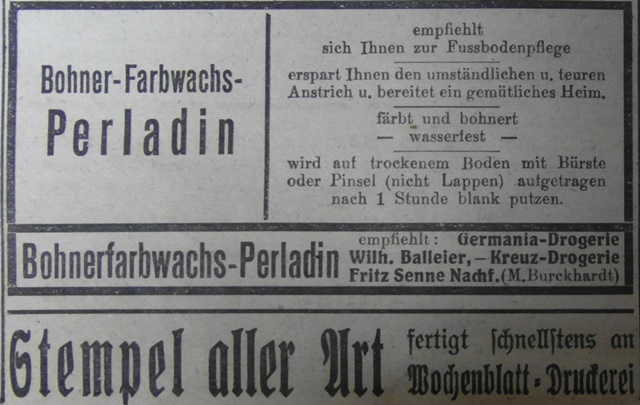 Bohner-Farbwachs-
Perladin
empfiehlt
sich Ihnen zur Fussbodenpflege
erspart Ihnen den umständlichen u. teuren
Anstrich u. bereitet ein gemütliches Heim.
färbt und bohnert
— wasserfest —
wird auf trockenem Boden mit Bürste
oder Pinsel (nicht Lappen) aufgetragen
nach 1 Stunde blank putzen.
Bohnerfarbwachs-Perladin
empfiehlt: Germania-Drogerie
Wilh. Balleier, – Kreuz-Drogerie
Fritz Senne Nachf. (M. Burckhardt)
Stempel aller Art
fertigt schnellstens an
Wochenblatt-Druckerei